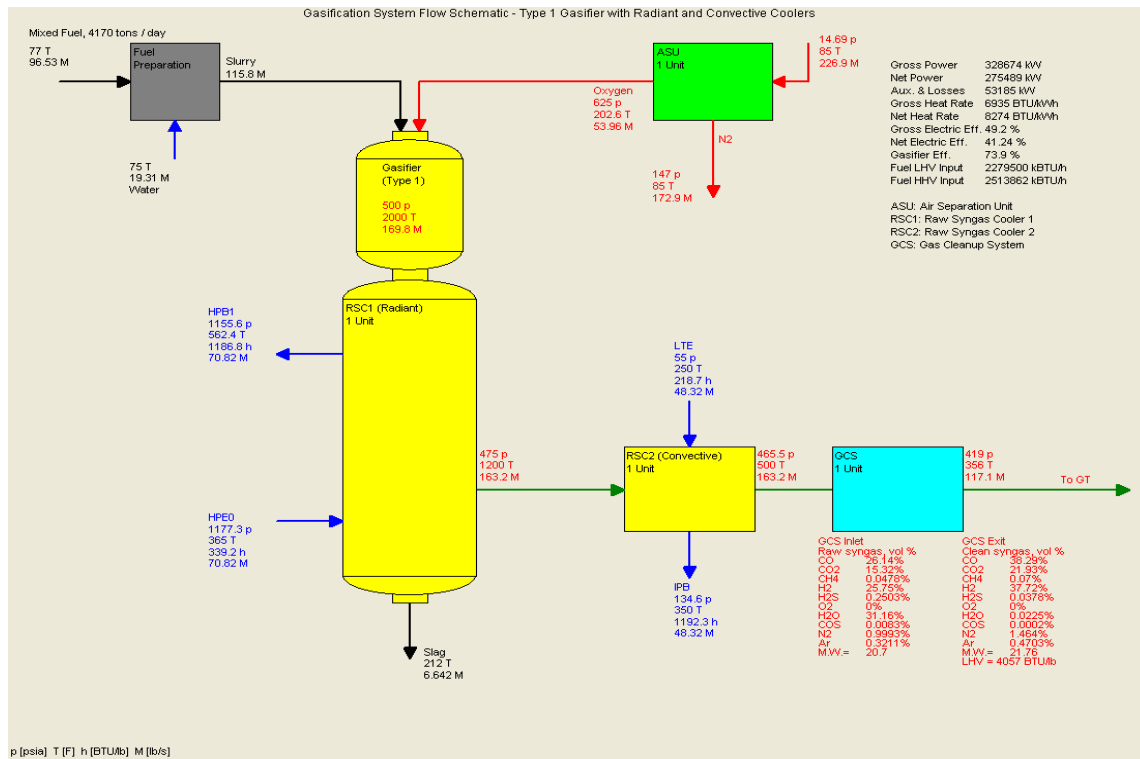 Gasification System Flow Schematic - Type 1 Gasifier with Radiant and Convective Coolers
Mixed Fuel, 4170 tons / day
77 T
96.53 M
Fuel
Preparation
Slurry
115.8 M
75 T
19.31 M
Water
Oxygen
625 p
202.6 T
53.96 M
ASU
1 Unit
14.69 p
85 T
226.9 M
N2
147 p
85 T
172.9 M
Gross Power 328674 kW
Net Power 275489 kW
Aux. & Losses 53185 kW
Gross Heat Rate 6935 BTU/kWh
Net Heat Rate 8274 BTU/kWh
Gross Electric Eff. 49.2 %
Net Electric Eff. 41.24 %
Gasifier Eff. 73.9 %
Fuel LHV Input 2279500 kBTU/h
Fuel HHV Input 2513862 kBTU/h
ASU: Air Separation Unit
RSC1: Raw Syngas Cooler 1
RSC2: Raw Syngas Cooler 2
GCS: Gas Cleanup System
Gasifier
(Type 1)
500 p
2000 T
169.8 M
RSC1 (Radiant)
1 Unit
HPB1
1155.6 p
562.4 T
1186.8 h
70.82 M
HPE0
1177.3 p
365 T
339.2 h
70.82 M
Slag
212 T
6.642 M
475 p
1200 T
163.2 M
LTE
55 p
250 T
218.7 h
48.32 M
RSC2 (Convective)
1 Unit
IPB
134.6 p
350 T
1192.3 h
48.32 M
465.5 p
500 T
163.2 M
GCS
1 Unit
419 p
356 T
117.1 M
To GT
GCS Inlet
Raw syngas, vol %
CO 26.14%
CO2 15.32%
CH4 0.0478%
H2 25.75%
H2S 0.2503%
O2 0%
H2O 31.16%
COS 0.0083%
N2 0.9993%
Ar 0.3211%
M.W.= 20.7
GCS Exit
Clean syngas, vol %
CO 38.29%
CO2 21.93%
CH4 0.07%
H2 37.72%
H2S 0.0378%
O2 0%
H2O 0.0225%
COS 0.0002%
N2 1.464%
Ar 0.4703%
M.W.= 21.76
LHV = 4057 BTU/lb
p [psia] T [F] h [BTU/lb] M [lb/s]